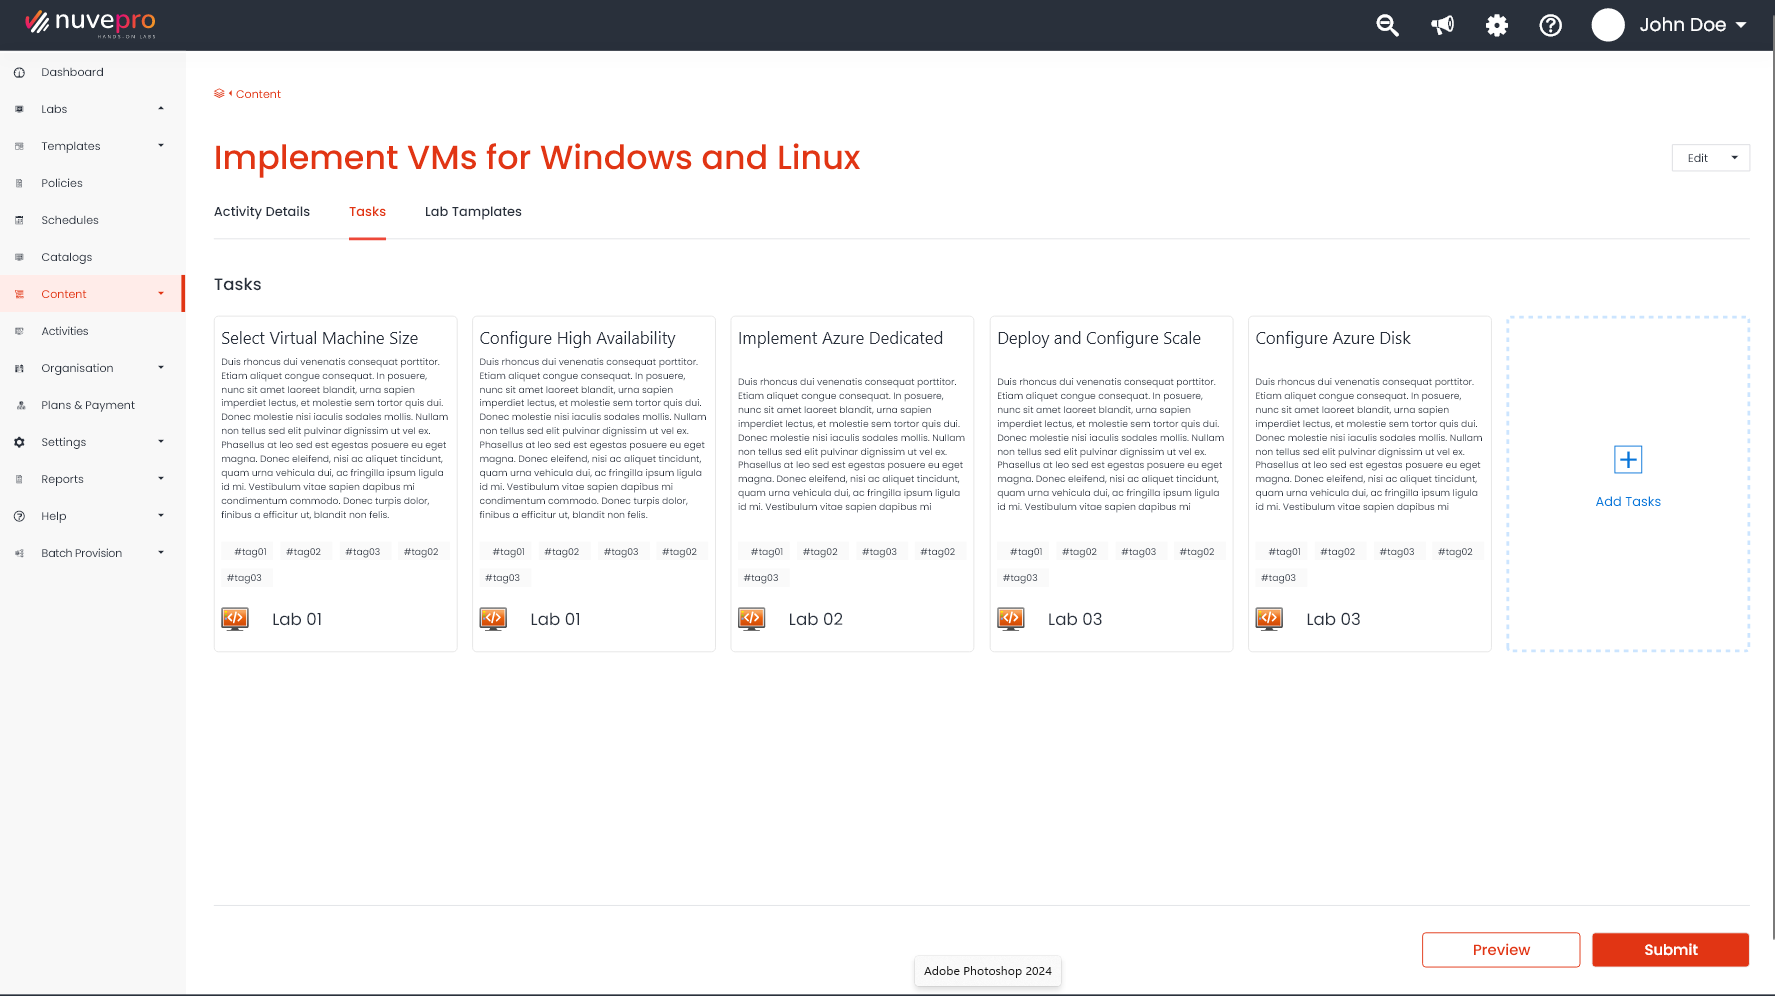 nuvepro
HANDS-ON LABS
John Doe
Dashboard
Labs
Templates
Policies
Schedules
Catalogs
Content
Activities
Organisation
Plans & Payment
Settings
Reports
Help
Batch Provision
Content
Implement VMs for Windows and Linux
Edit
Activity Details
Tasks
Lab Tamplates
Tasks
Select Virtual Machine Size
Duis rhoncus dui venenatis consequat porttitor.
Etiam aliquet congue consequat. In posuere,
nunc sit amet laoreet blandit, urna sapien
imperdiet lectus, et molestie sem tortor quis dui.
Donec molestie nisi iaculis sodales mollis. Nullam
non tellus sed elit pulvinar dignissim ut vel ex.
Phasellus at leo sed est egestas posuere eu eget
magna. Donec eleifend, nisi ac aliquet tincidunt,
quam urna vehicula dui, ac fringilla ipsum ligula
id mi. Vestibulum vitae sapien dapibus mi
condimentum commodo. Donec turpis dolor,
finibus a efficitur ut, blandit non felis.
#tag01 #tag02 #tag03 #tag02
#tag03
Lab 01
Configure High Availability
Duis rhoncus dui venenatis consequat porttitor.
Etiam aliquet congue consequat. In posuere,
nunc sit amet laoreet blandit, urna sapien
imperdiet lectus, et molestie sem tortor quis dui.
Donec molestie nisi iaculis sodales mollis. Nullam
non tellus sed elit pulvinar dignissim ut vel ex.
Phasellus at leo sed est egestas posuere eu eget
magna. Donec eleifend, nisi ac aliquet tincidunt,
quam urna vehicula dui, ac fringilla ipsum ligula
id mi. Vestibulum vitae sapien dapibus mi
condimentum commodo. Donec turpis dolor,
finibus a efficitur ut, blandit non felis.
#tag01 #tag02 #tag03 #tag02
#tag03
Lab 01
Implement Azure Dedicated
Duis rhoncus dui venenatis consequat porttitor.
Etiam aliquet congue consequat. In posuere,
nunc sit amet laoreet blandit, urna sapien
imperdiet lectus, et molestie sem tortor quis dui.
Donec molestie nisi iaculis sodales mollis. Nullam
non tellus sed elit pulvinar dignissim ut vel ex.
Phasellus at leo sed est egestas posuere eu eget
magna. Donec eleifend, nisi ac aliquet tincidunt,
quam urna vehicula dui, ac fringilla ipsum ligula
id mi. Vestibulum vitae sapien dapibus mi
#tag01 #tag02 #tag03 #tag02
#tag03
Lab 02
Deploy and Configure Scale
Duis rhoncus dui venenatis consequat porttitor.
Etiam aliquet congue consequat. In posuere,
nunc sit amet laoreet blandit, urna sapien
imperdiet lectus, et molestie sem tortor quis dui.
Donec molestie nisi iaculis sodales mollis. Nullam
non tellus sed elit pulvinar dignissim ut vel ex.
Phasellus at leo sed est egestas posuere eu eget
magna. Donec eleifend, nisi ac aliquet tincidunt,
quam urna vehicula dui, ac fringilla ipsum ligula
id mi. Vestibulum vitae sapien dapibus mi
#tag01 #tag02 #tag03 #tag02
#tag03
Lab 03
Configure Azure Disk
Duis rhoncus dui venenatis consequat porttitor.
Etiam aliquet congue consequat. In posuere,
nunc sit amet laoreet blandit, urna sapien
imperdiet lectus, et molestie sem tortor quis dui.
Donec molestie nisi iaculis sodales mollis. Nullam
non tellus sed elit pulvinar dignissim ut vel ex.
Phasellus at leo sed est egestas posuere eu eget
magna. Donec eleifend, nisi ac aliquet tincidunt,
quam urna vehicula dui, ac fringilla ipsum ligula
id mi. Vestibulum vitae sapien dapibus mi
#tag01 #tag02 #tag03 #tag02
#tag03
Lab 03
Add Tasks
Preview
Submit
Adobe Photoshop 2024